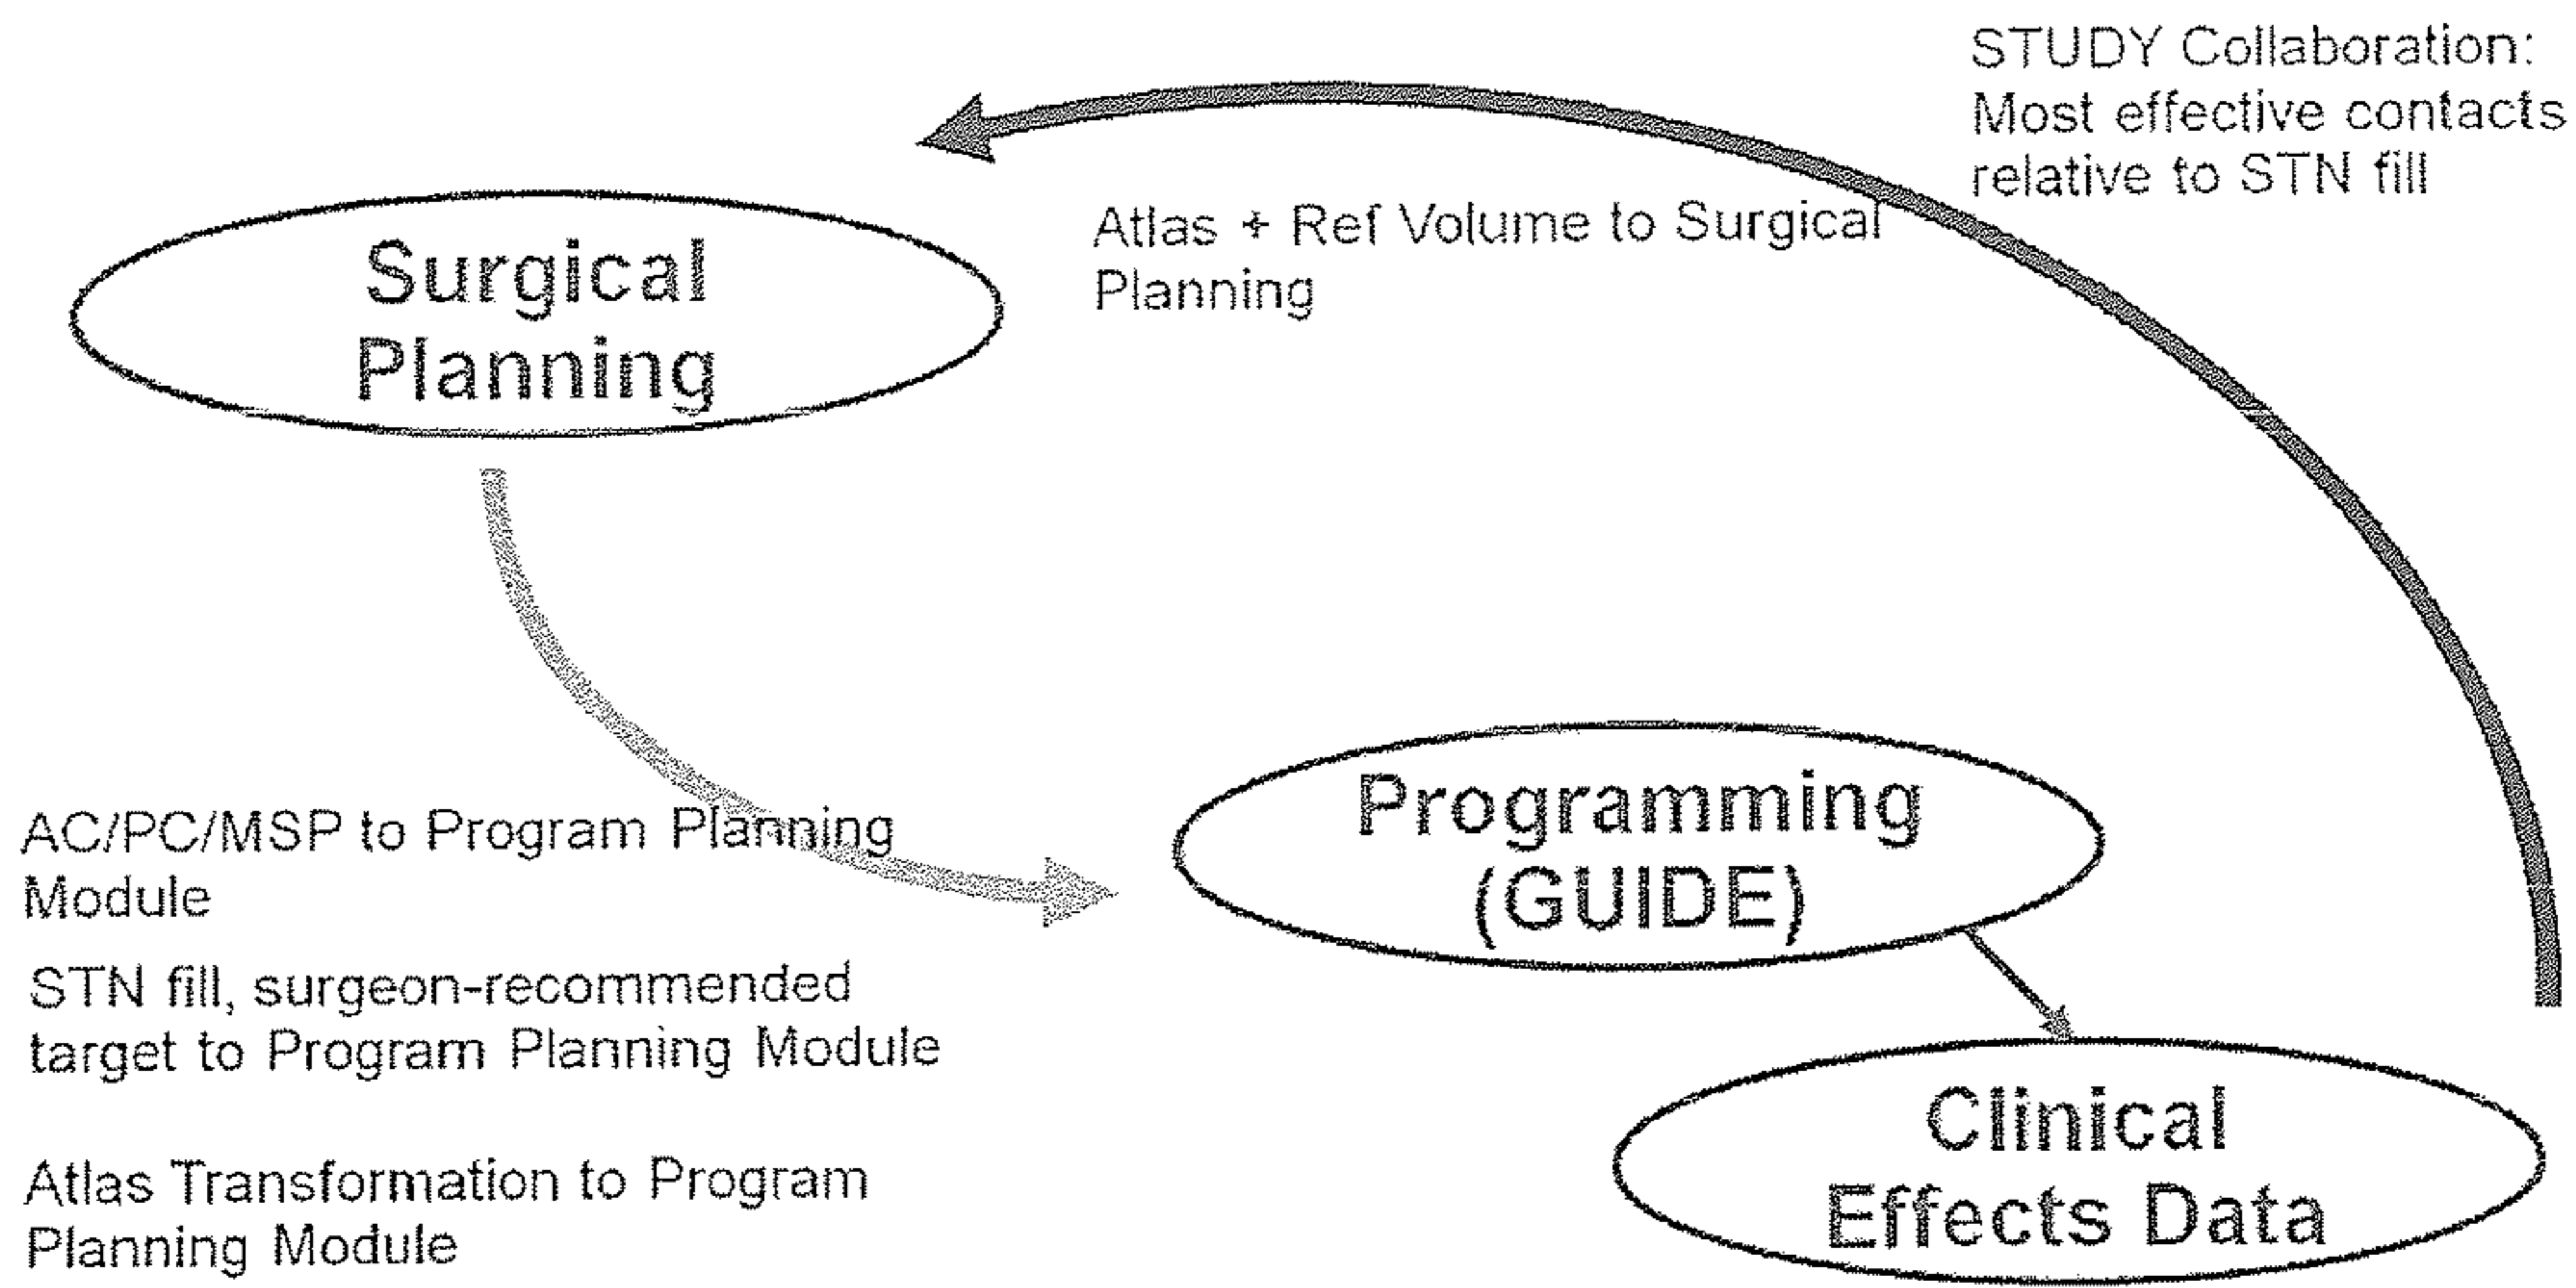 STUDY Collaboration:
Most effective contacts
relative to STN fill
Atlas + Ref Volume to Surgical
Planning
Surgical
Planning
AC/PC/MSP to Program Planning
Module
STN fill, surgeon-recommended
target to Program Planning Module
Atlas Transformation to Program
Planning Module
Programming
(GUIDE)
Clinical
Effects Data